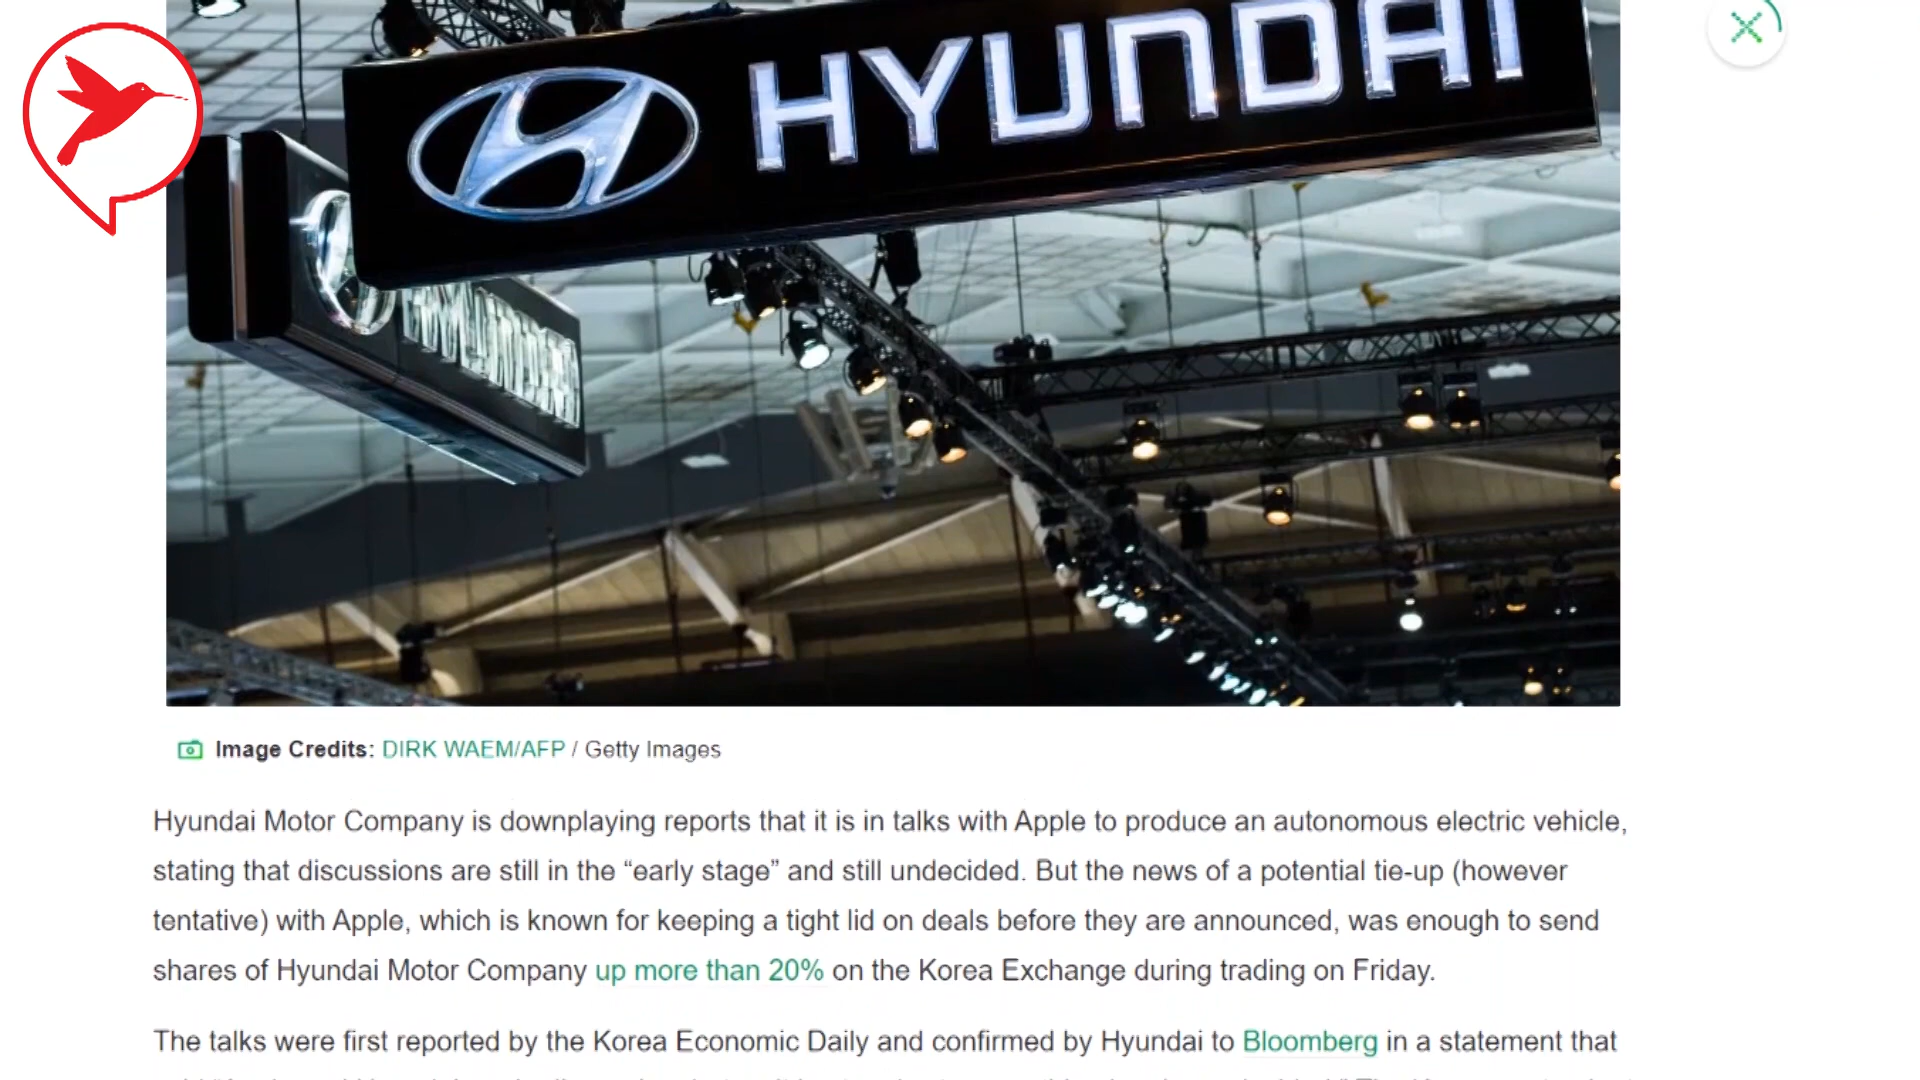 HYUNDAI
Image Credits: DIRK WAEM/AFP / Getty Images
Hyundai Motor Company is downplaying reports that it is in talks with Apple to produce an autonomous electric vehicle,
stating that discussions are still in the “early stage” and still undecided. But the news of a potential tie-up (however
tentative) with Apple, which is known for keeping a tight lid on deals before they are announced, was enough to send
shares of Hyundai Motor Company up more than 20% on the Korea Exchange during trading on Friday.
The talks were first reported by the Korea Economic Daily and confirmed by Hyundai to Bloomberg in a statement that